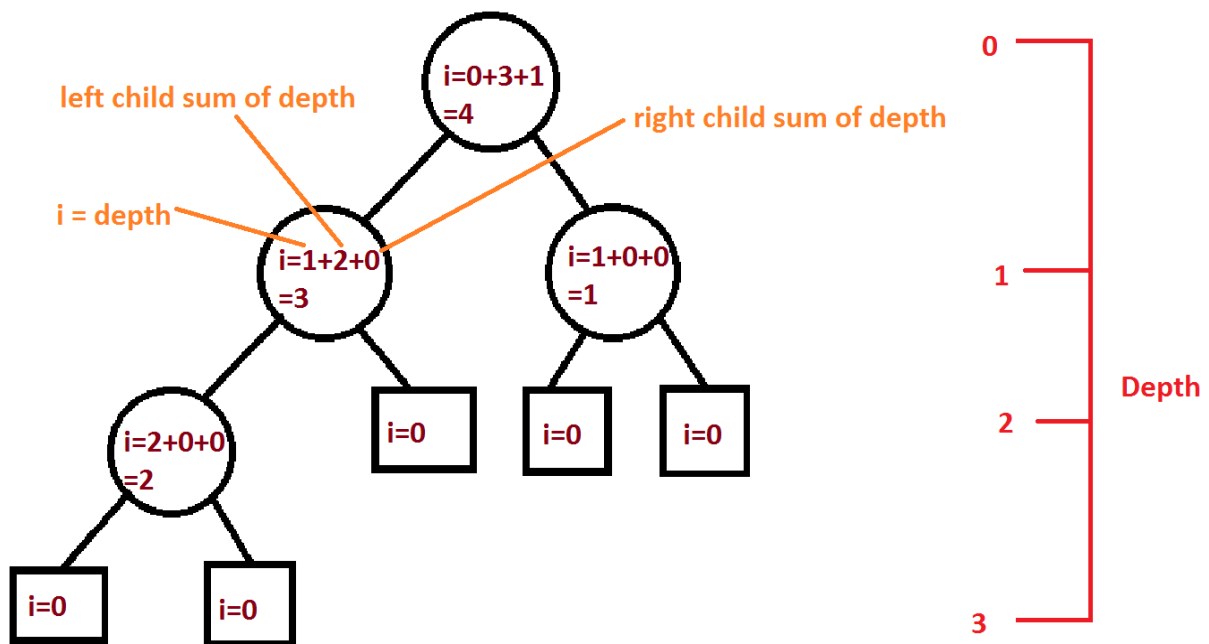 0
i=0+3+1
=4
left child sum of depth
right child sum of depth
i = depth
i=1+2+0
=3
i=1+0+0
=1
1
Depth
i=2+0+0
=2
i=0
i=0
i=0
2
i=0
i=0
3